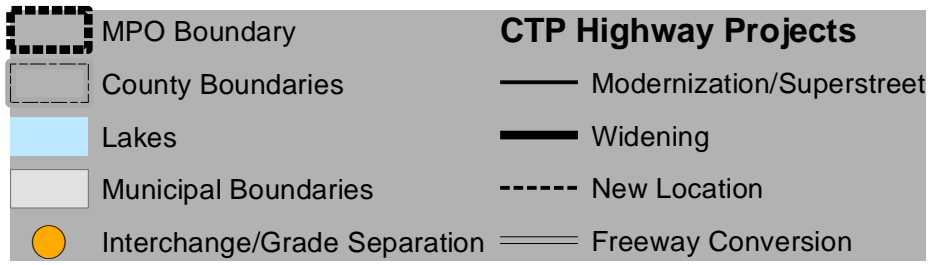 MPO Boundary
County Boundaries
Lakes
Municipal Boundaries
Interchange/Grade Separation
CTP Highway Projects
Modernization/Superstreet
Widening
New Location
Freeway Conversion